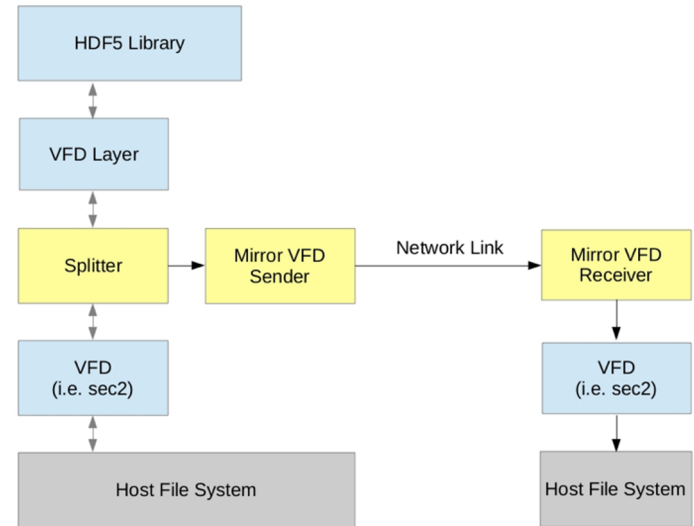 HDF5 Library
VFD Layer
Splitter
Mirror VFD
Sender
Network Link
Mirror VFD
Receiver
VFD
(i.e. sec2)
VFD
(i.e. sec2)
Host File System
Host File System